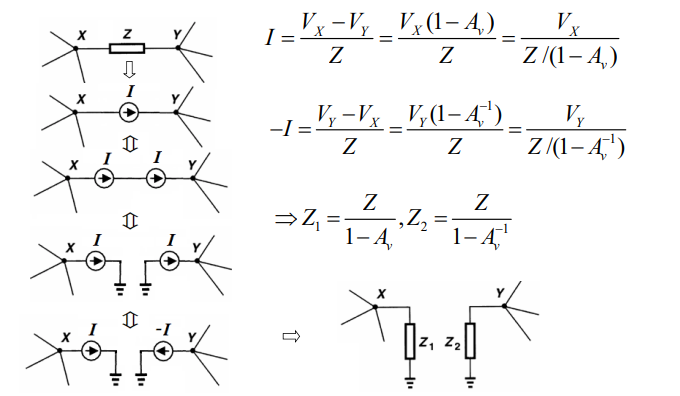 X Z Y
I = (V_X − V_Y)/Z = V_X(1 − A_v)/Z = V_X/(Z/(1 − A_v))
X I Y
−I = (V_Y − V_X)/Z = V_Y(1 − A_v^{-1})/Z = V_Y/(Z/(1 − A_v^{-1}))
X I I Y
⇒ Z_1 = Z/(1 − A_v), Z_2 = Z/(1 − A_v^{-1})
X I I Y
X I -I Y
X Y
Z_1 Z_2